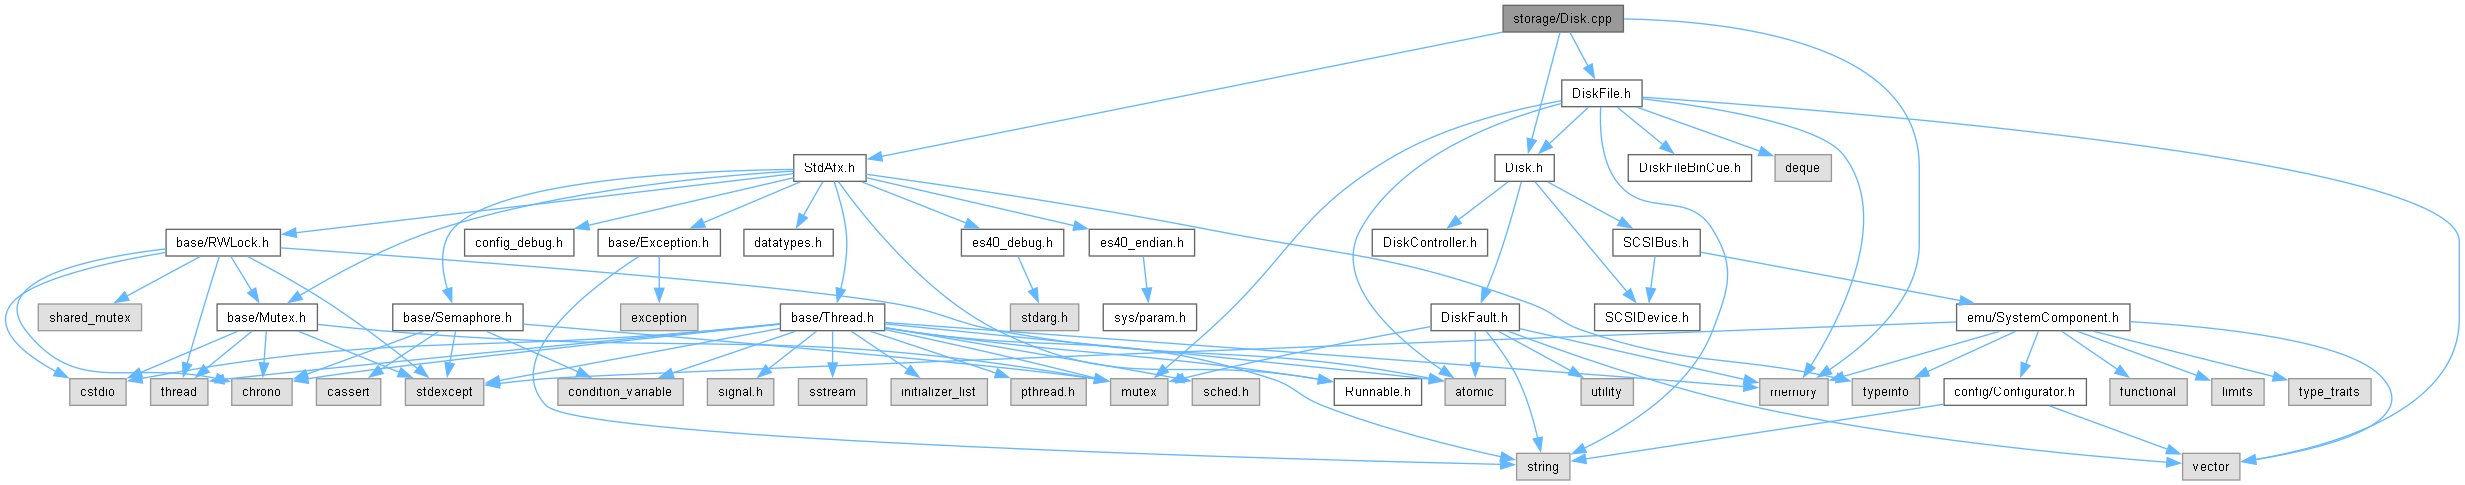 storage/Disk.cpp
DiskFile.h
StdAfx.h
Disk.h
DiskFileBinCue.h
deque
base/RWLock.h
config_debug.h
base/Exception.h
datatypes.h
es40_debug.h
es40_endian.h
DiskController.h
SCSIBus.h
shared_mutex
base/Mutex.h
base/Semaphore.h
exception
base/Thread.h
stdarg.h
sys/param.h
DiskFault.h
SCSIDevice.h
emu/SystemComponent.h
cstdio
thread
chrono
cassert
stdexcept
condition_variable
signal.h
sstream
initializer_list
pthread.h
mutex
sched.h
Runnable.h
atomic
utility
memory
typeinfo
config/Configurator.h
functional
limits
type_traits
string
vector